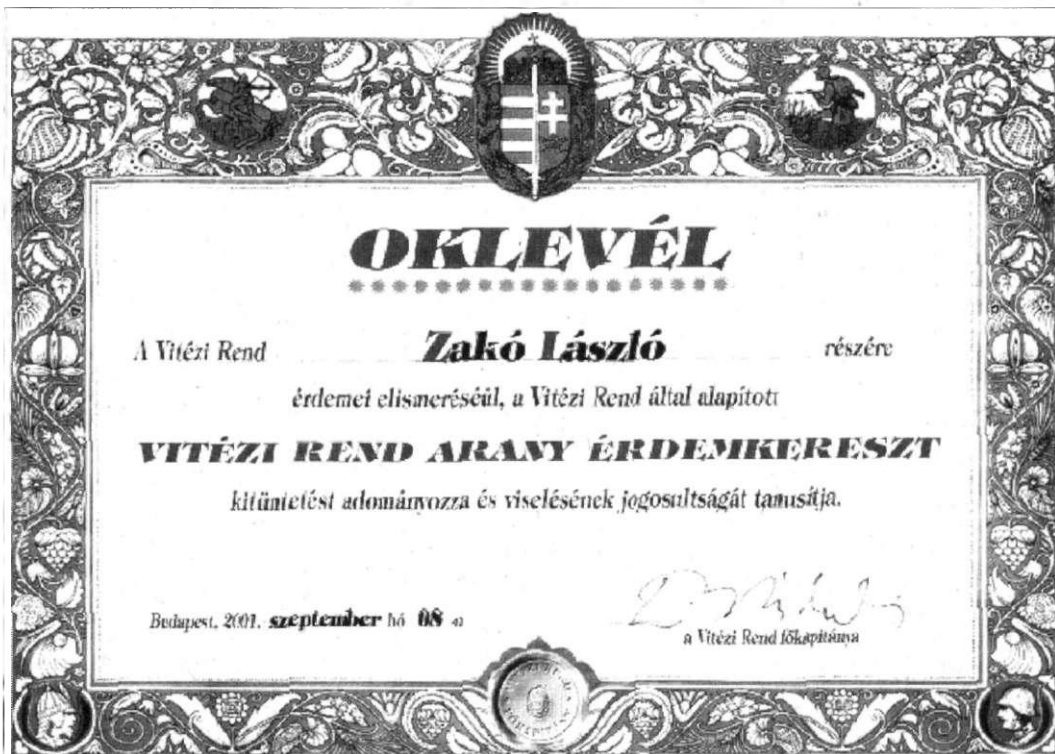 OKLEVÉL
A Vitézi Rend Zakó László részére
érdemei elismeréséül, a Vitézi Rend által alapított
VITÉZI REND ARANY ÉRDEMKERESZT
kitüntetést adományozza és viselésének jogosultságát tanusítja.
Budapest, 2001. szeptember hó 08 -n
a Vitézi Rend főkapitánya